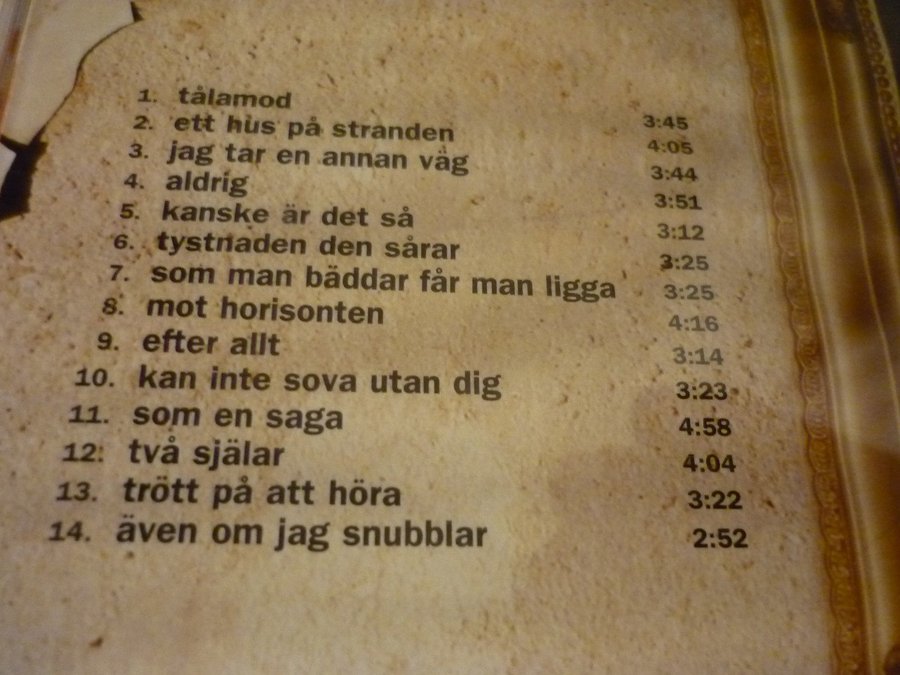 1. tålamod 3:45
2. ett hus på stranden 4:05
3. jag tar en annan väg 3:44
4. aldrig 3:51
5. kanske är det så 3:12
6. tystnaden den sårar 3:25
7. som man bäddar får man ligga 3:25
8. mot horisonten 4:16
9. efter allt 3:14
10. kan inte sova utan dig 3:23
11. som en saga 4:58
12. två själar 4:04
13. trött på att höra 3:22
14. även om jag snubblar 2:52